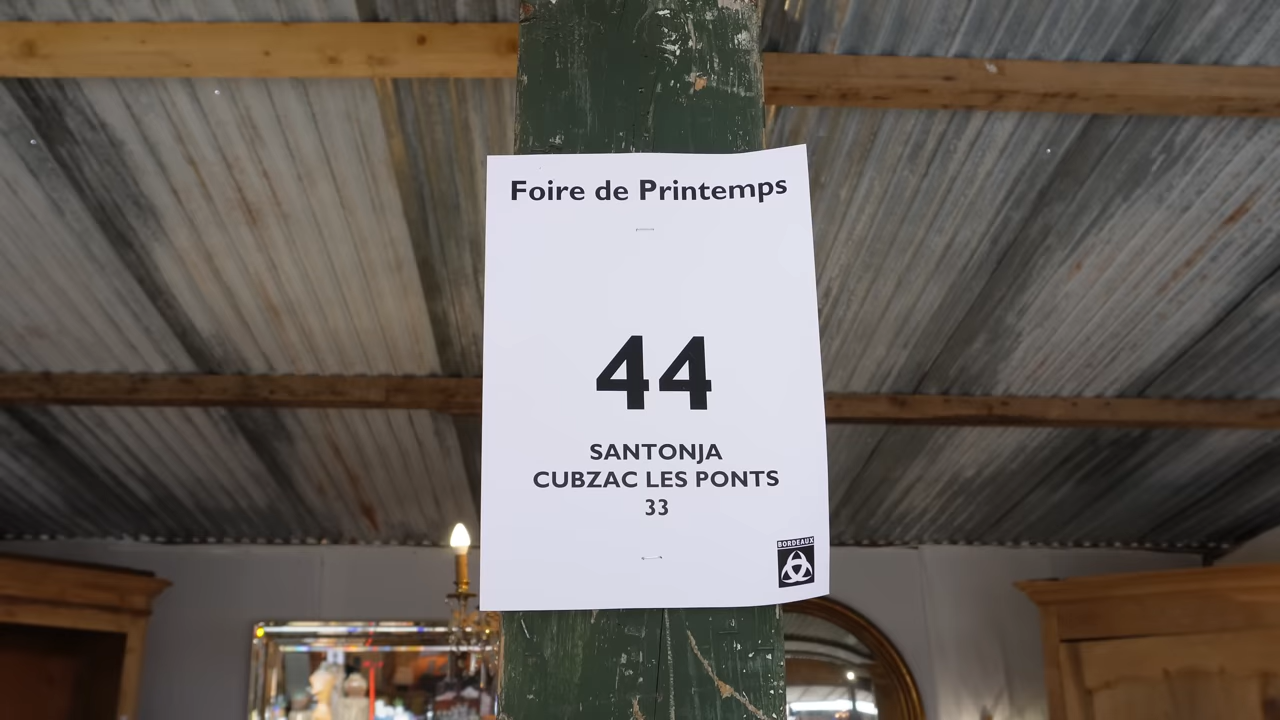 Foire de Printemps
44
SANTONJA
CUBZAC LES PONTS
33
BORDEAUX